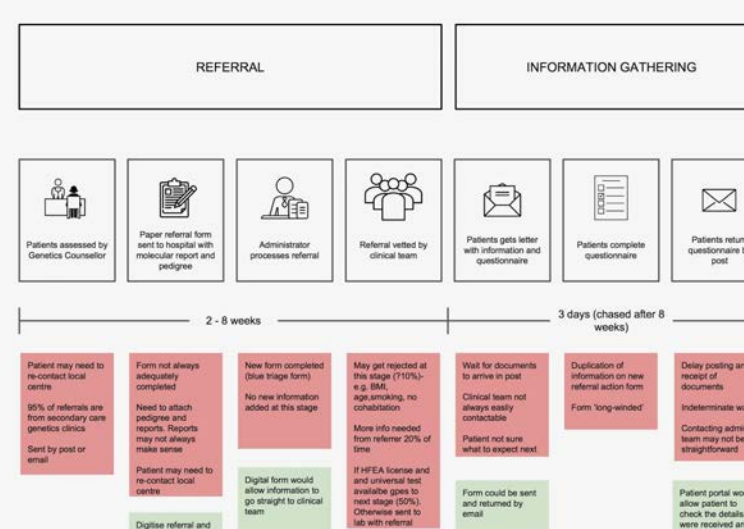 REFERRAL
INFORMATION GATHERING
Patients assessed by
Genetics Counsellor
Paper referral form
sent to hospital with
molecular report and
pedigree
Administrator
processes referral
Referral vetted by
clinical team
Patients gets letter
with information and
questionnaire
Patients complete
questionnaire
Patients return
questionnaire
post
2 - 8 weeks
3 days (chased after 8
weeks)
Patient may need to
re-contact local
centre
95% of referrals are
from secondary care
genetics clinics
Sent by post or
email
Form not always
adequately
completed
Need to attach
pedigree and
reports. Reports
may not always
make sense
Patient may need to
re-contact local
centre
Digitise referral and
New form completed
(blue triage form)
No new information
added at this stage
Digital form would
allow information to
go straight to clinical
team
May get rejected at
this stage (?10%)-
e.g. BMI,
age,smoking, no
cohabitation
More info needed
from referrer 20% of
time
If HFEA license and
and universal test
availalbe gpes to
next stage (50%).
Otherwise sent to
lab with referral
Wait for documents
to arrive in post
Clinical team not
always easily
contactable
Patient not sure
what to expect next
Form could be sent
and returned by
email
Duplication of
information on new
referral action form
Form 'long-winded'
Delay posting
receipt of
documents
Indeterminate
Contacting
team may not be
straightforward
Patient portal
allow patient to
check the details
were received